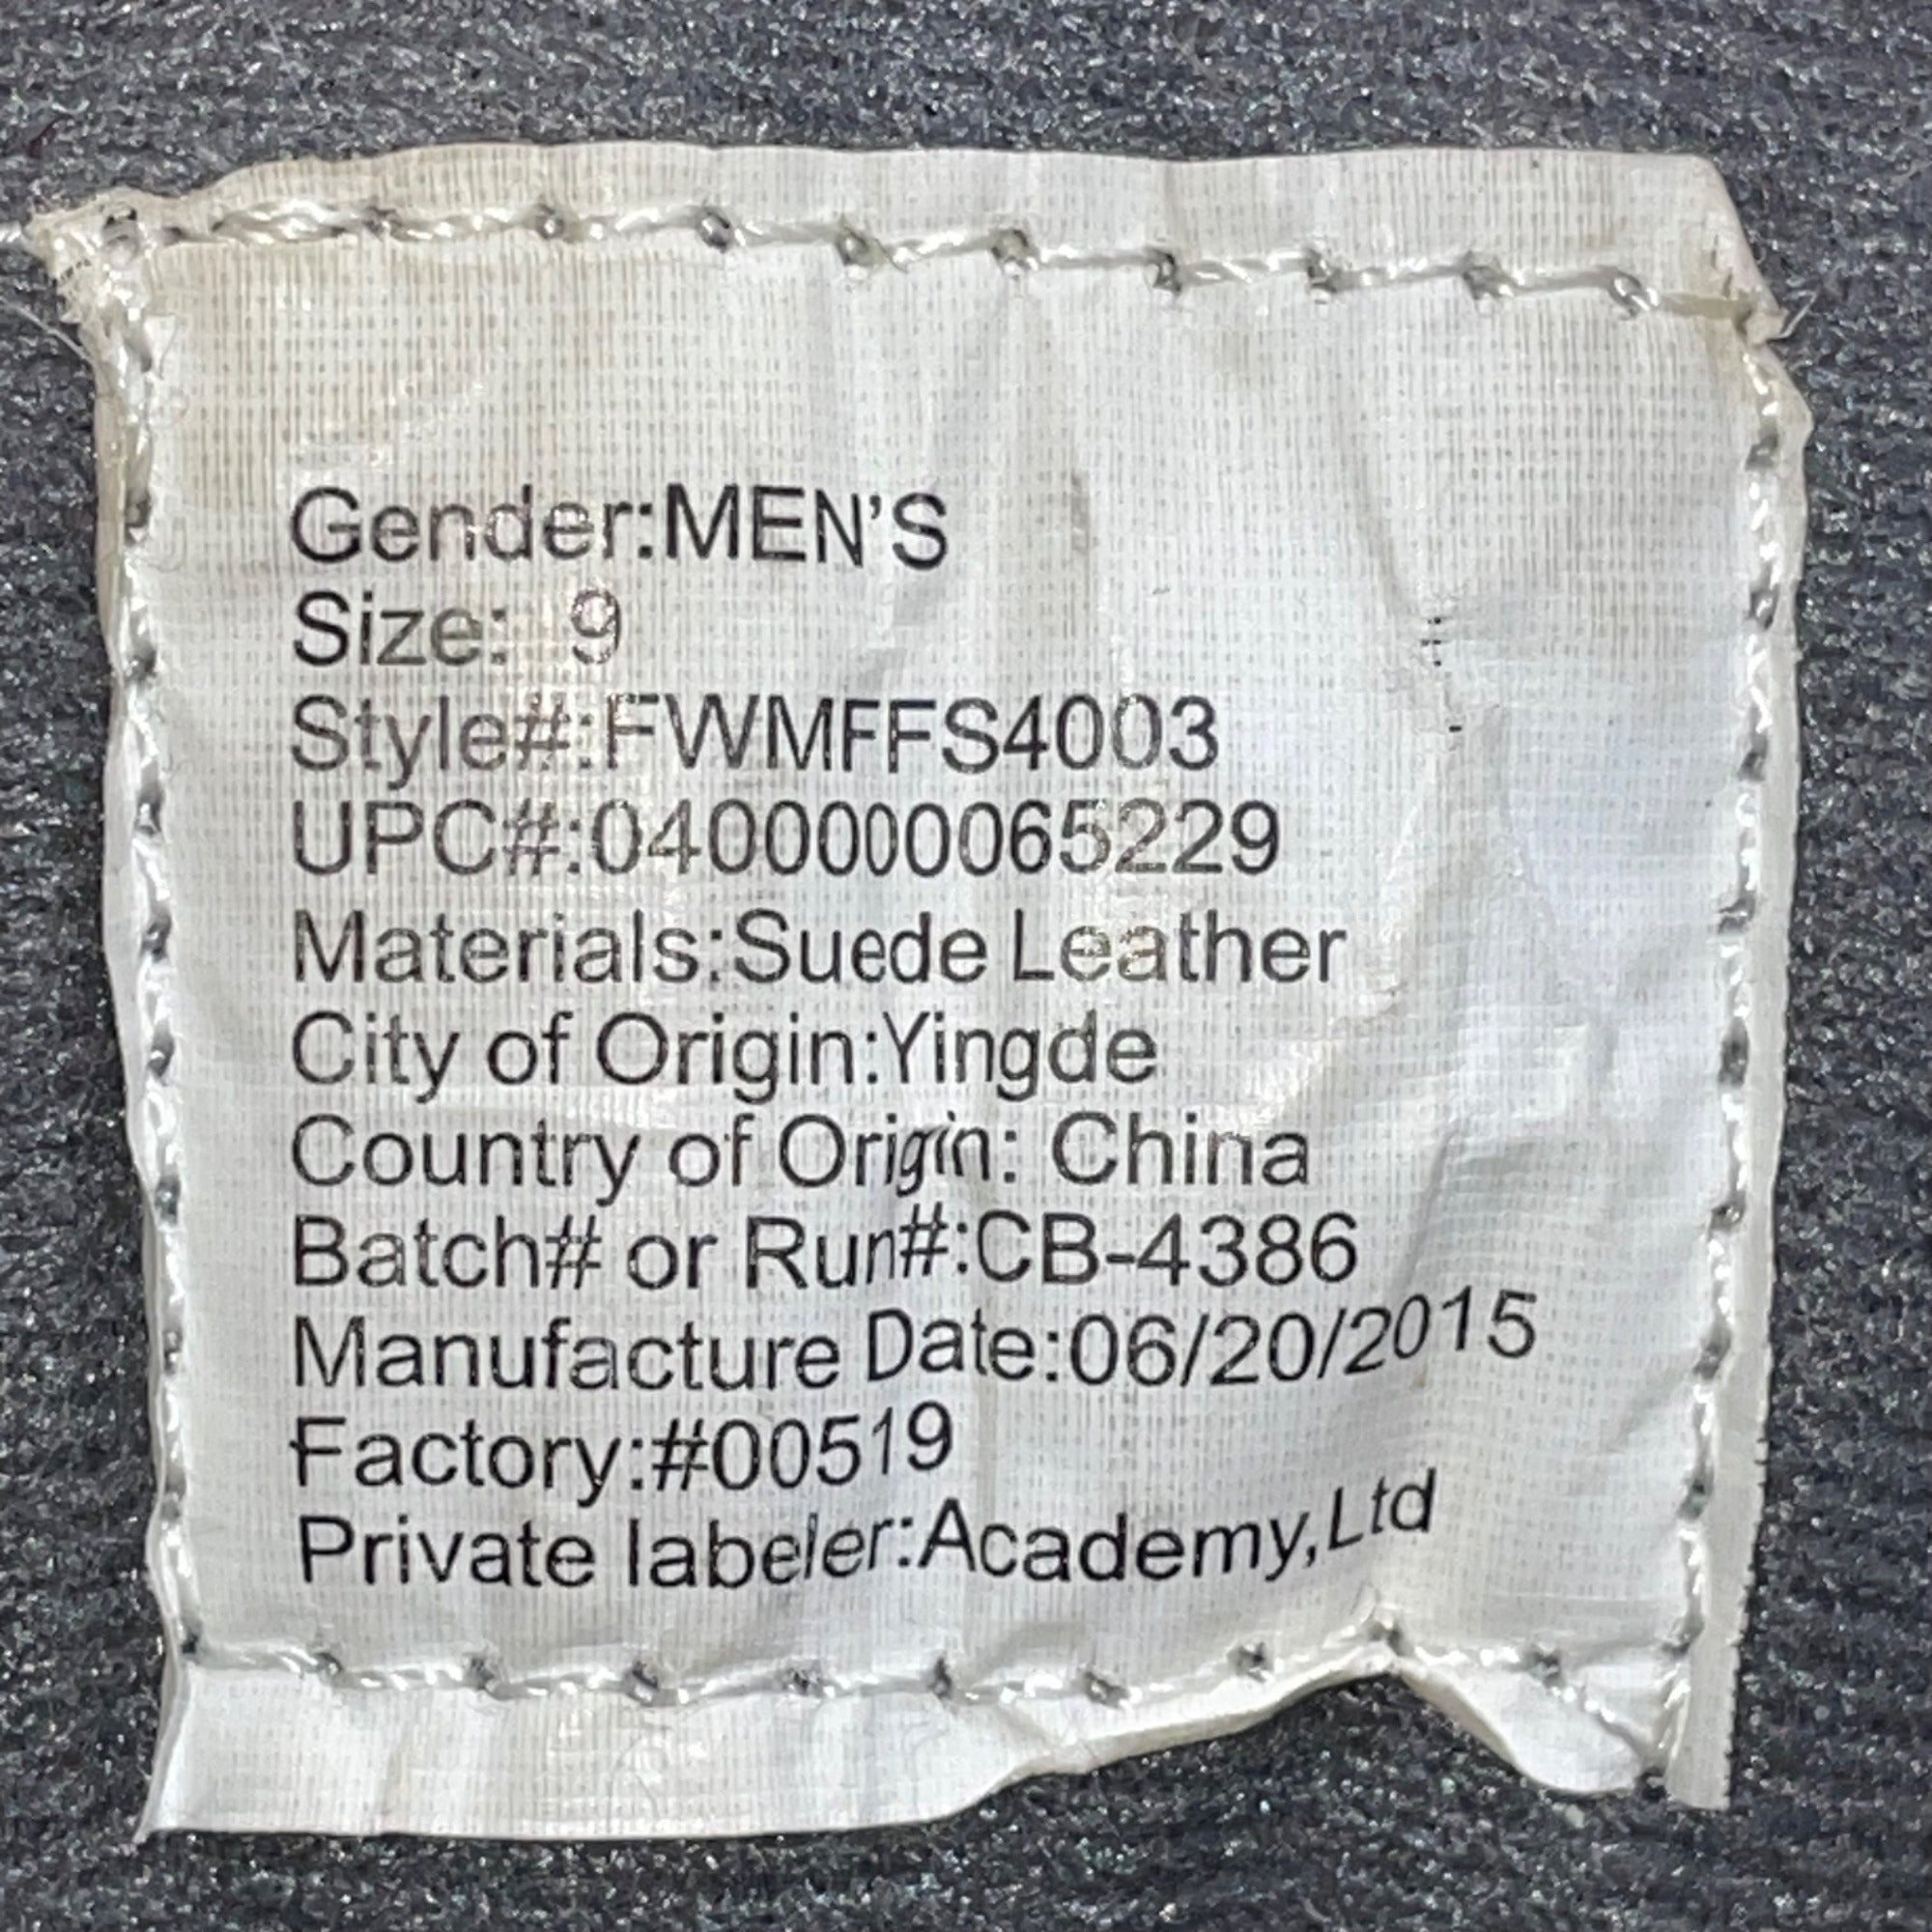 Gender:MEN'S
Size: 9
Style#:FWMFFS4003
UPC#:0400000065229
Materials:Suede Leather
City of Origin:Yingde
Country of Origin: China
Batch# or Run#:CB-4386
Manufacture Date:06/20/2015
Factory:#00519
Private labeler:Academy,Ltd